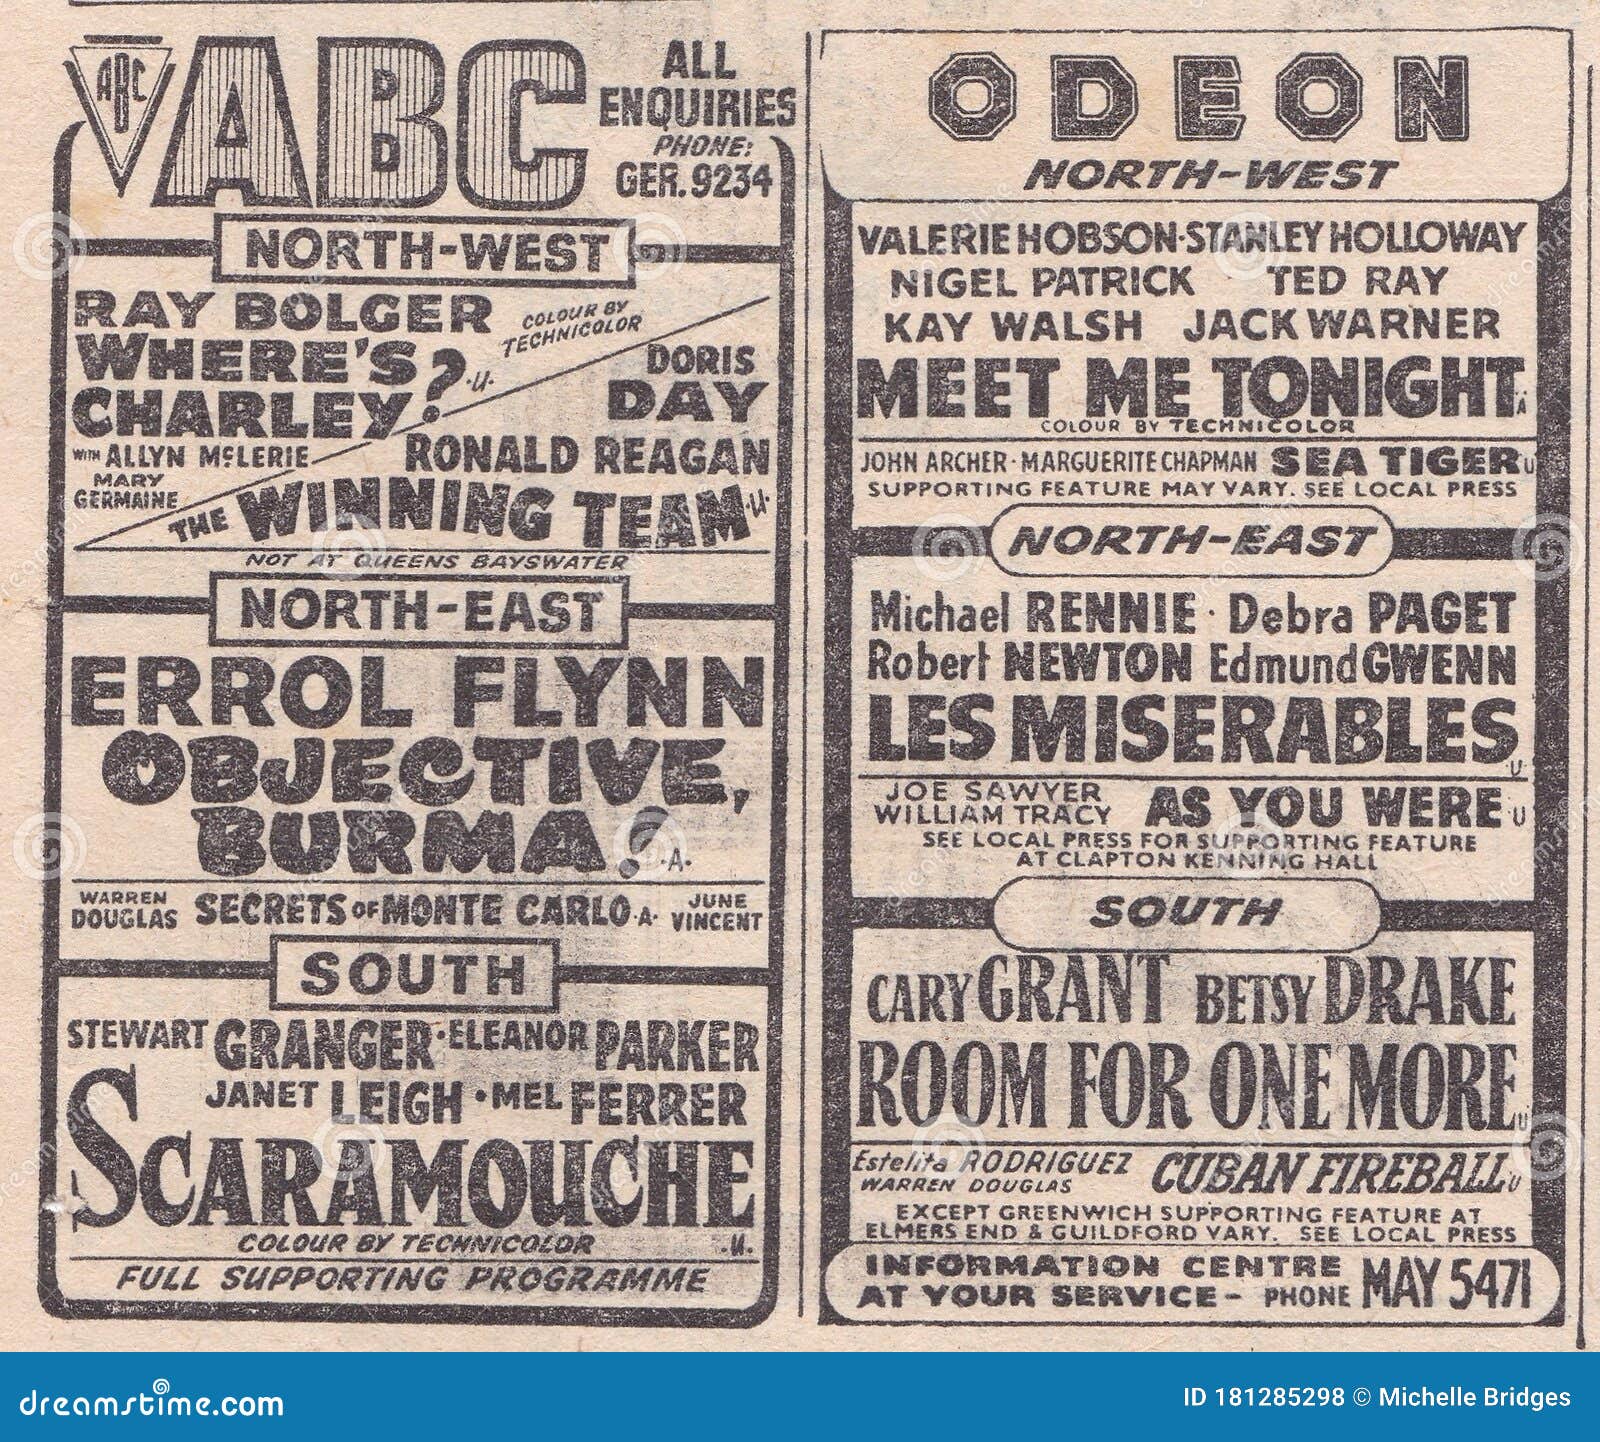 ABC
ABC
ALL
ENQUIRIES
PHONE:
GER. 9234
NORTH-WEST
RAY BOLGER
COLOUR BY
TECHNICOLOR
WHERE'S
CHARLEY? ·U·
WITH ALLYN McLERIE
MARY
GERMAINE
DORIS
DAY
RONALD REAGAN
THE WINNING TEAM ·U·
NOT AT QUEENS BAYSWATER
NORTH-EAST
ERROL FLYNN
OBJECTIVE,
BURMA! ·A·
WARREN
DOUGLAS
SECRETS OF MONTE CARLO ·A·
JUNE
VINCENT
SOUTH
STEWART GRANGER · ELEANOR PARKER
JANET LEIGH · MEL FERRER
SCARAMOUCHE
COLOUR BY TECHNICOLOR ·U·
FULL SUPPORTING PROGRAMME
ODEON
NORTH-WEST
VALERIE HOBSON · STANLEY HOLLOWAY
NIGEL PATRICK TED RAY
KAY WALSH JACK WARNER
MEET ME TONIGHT A
COLOUR BY TECHNICOLOR
JOHN ARCHER · MARGUERITE CHAPMAN SEA TIGER U
SUPPORTING FEATURE MAY VARY. SEE LOCAL PRESS
NORTH-EAST
Michael RENNIE · Debra PAGET
Robert NEWTON Edmund GWENN
LES MISERABLES U
JOE SAWYER
WILLIAM TRACY AS YOU WERE U
SEE LOCAL PRESS FOR SUPPORTING FEATURE
AT CLAPTON KENNING HALL
SOUTH
CARY GRANT BETSY DRAKE
ROOM FOR ONE MORE U
Estelita RODRIGUEZ
WARREN DOUGLAS CUBAN FIREBALL U
EXCEPT GREENWICH SUPPORTING FEATURE AT
ELMERS END & GUILDFORD VARY. SEE LOCAL PRESS
INFORMATION CENTRE
AT YOUR SERVICE - PHONE MAY 5471
dreamstime.com
ID 181285298 © Michelle Bridges